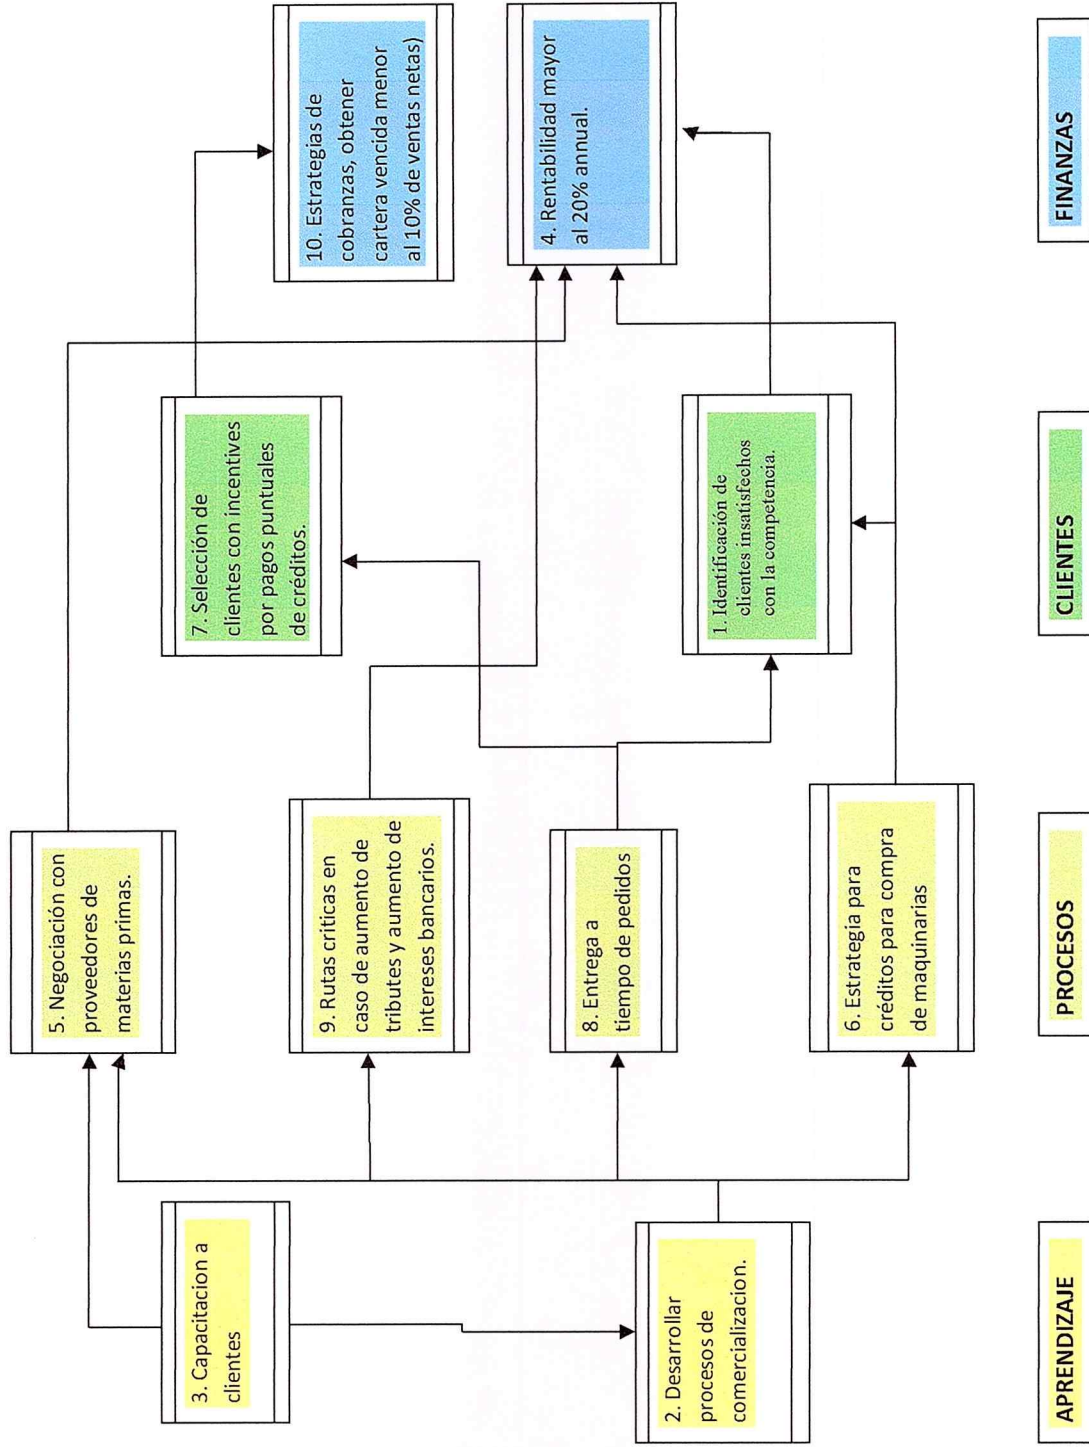 3. Capacitacion a
clientes
2. Desarrollar
procesos de
comercializacion.
APRENDIZAJE
5. Negociación con
proveedores de
materias primas.
9. Rutas criticas en
caso de aumento de
tributes y aumento de
intereses bancarios.
8. Entrega a
tiempo de pedidos
6. Estrategia para
créditos para compra
de maquinarias
PROCESOS
7. Selección de
clientes con incentives
por pagos puntuales
de créditos.
1. Identificación de
clientes insatisfechos
con la competencia.
CLIENTES
10. Estrategias de
cobranzas, obtener
cartera vencida menor
al 10% de ventas netas)
4. Rentabilidad mayor
al 20% annual.
FINANZAS